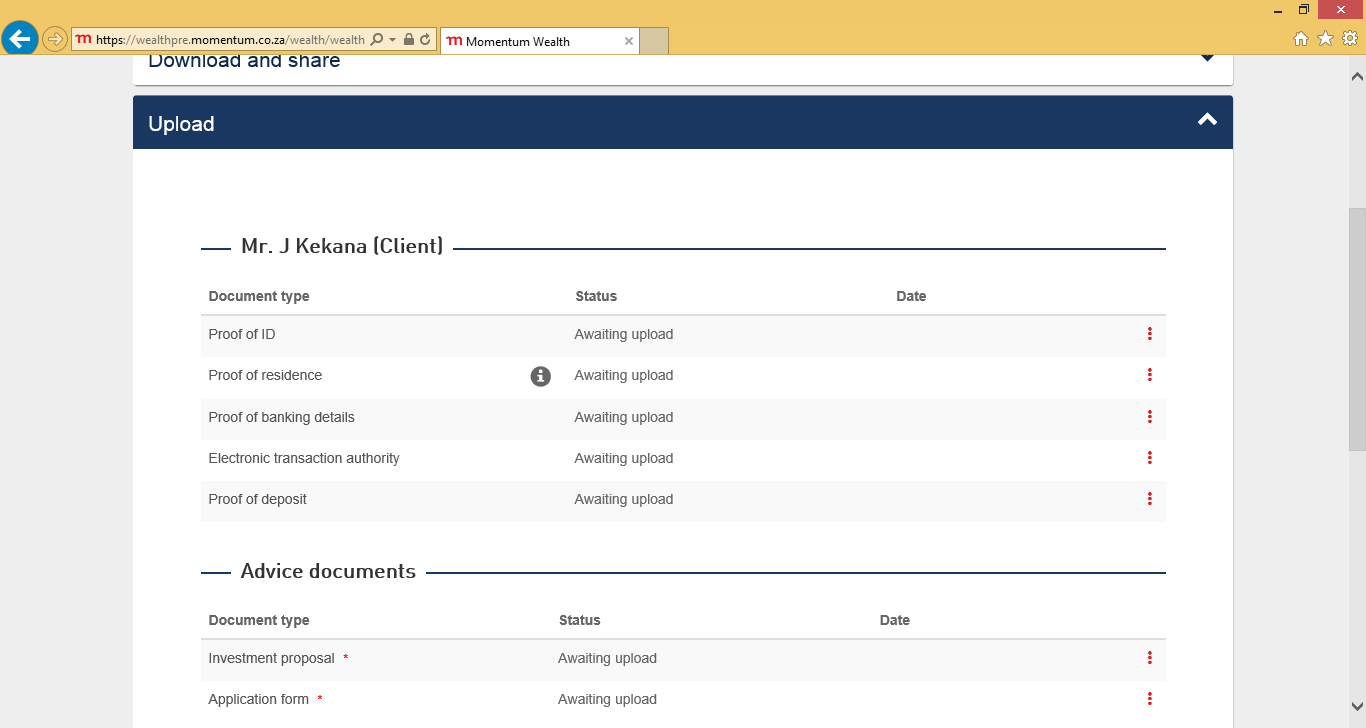 https://wealthpre.momentum.co.za/wealth/wealth
m Momentum Wealth
Download and share
Upload
Mr. J Kekana (Client)
Document type Status Date
Proof of ID Awaiting upload
Proof of residence Awaiting upload
Proof of banking details Awaiting upload
Electronic transaction authority Awaiting upload
Proof of deposit Awaiting upload
Advice documents
Document type Status Date
Investment proposal * Awaiting upload
Application form * Awaiting upload